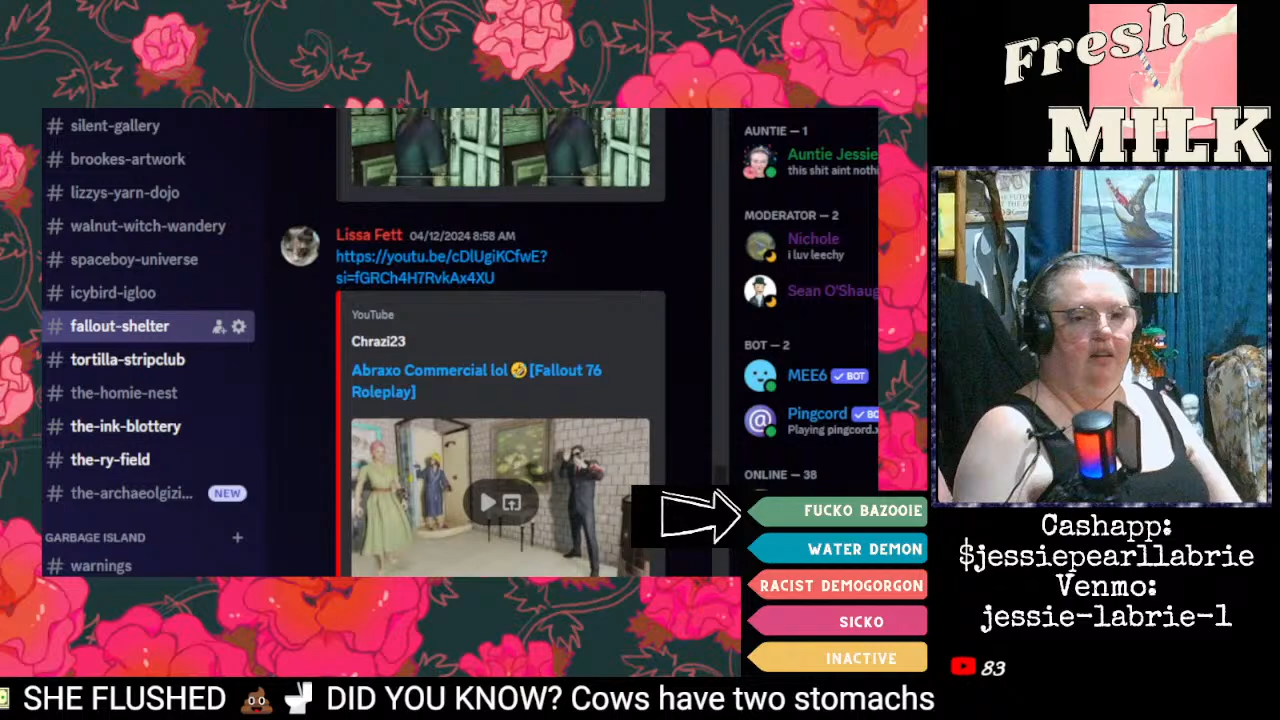 silent-gallery
brookes-artwork
lizzys-yarn-dojo
walnut-witch-wandery
spaceboy-universe
icybird-igloo
fallout-shelter
tortilla-stripclub
the-homie-nest
the-ink-blottery
the-ry-field
the-archaeolgizi... NEW
GARBAGE ISLAND +
warnings
Lissa Fett 04/12/2024 8:58 AM
https://youtu.be/cDlUgiKCfwE?
si=fGRCh4H7RvkAx4XU
YouTube
Chrazi23
Abraxo Commercial lol 🤣 [Fallout 76
Roleplay]
AUNTIE — 1
Auntie Jessie
this shit aint nothi
MODERATOR — 2
Nichole
i luv leechy
Sean O'Shaug
BOT — 2
MEE6 ✓ BOT
Pingcord ✓ BO
Playing pingcord.x
ONLINE — 38
FUCKO BAZOOIE
WATER DEMON
RACIST DEMOGORGON
SICKO
INACTIVE
Fresh
MILK
Cashapp:
$jessiepearllabrie
Venmo:
jessie-labrie-1
83
SHE FLUSHED 💩 🚽 DID YOU KNOW? Cows have two stomachs